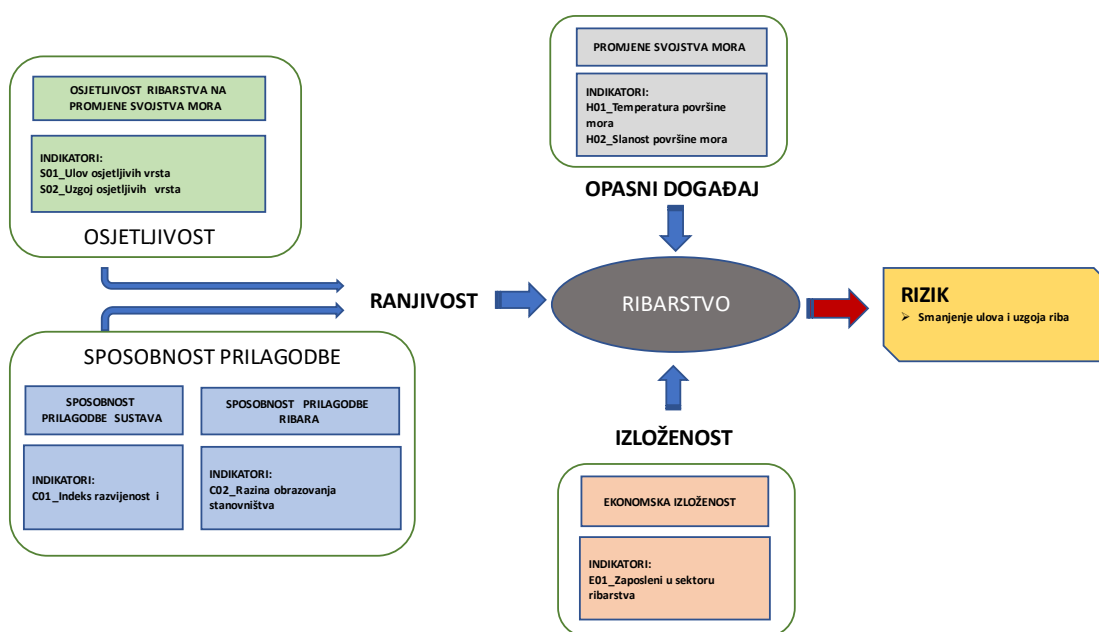 OSJETLJIVOST RIBARSTVA NA
PROMJENE SVOJSTVA MORA
INDIKATORI:
S01_Ulov osjetljivih vrsta
S02_Uzgoj osjetljivih vrsta
OSJETLJIVOST
PROMJENE SVOJSTVA MORA
INDIKATORI:
H01_Temperatura površine
mora
H02_Slanost površine mora
OPASNI DOGAĐAJ
RANJIVOST
RIBARSTVO
RIZIK
➢ Smanjenje ulova i uzgoja riba
SPOSOBNOST PRILAGODBE
SPOSOBNOST
PRILAGODBE SUSTAVA
INDIKATORI:
C01_Indeks razvijenost i
SPOSOBNOST PRILAGODBE
RIBARA
INDIKATORI:
C02_Razina obrazovanja
stanovništva
IZLOŽENOST
EKONOMSKA IZLOŽENOST
INDIKATORI:
E01_Zaposleni u sektoru
ribarstva